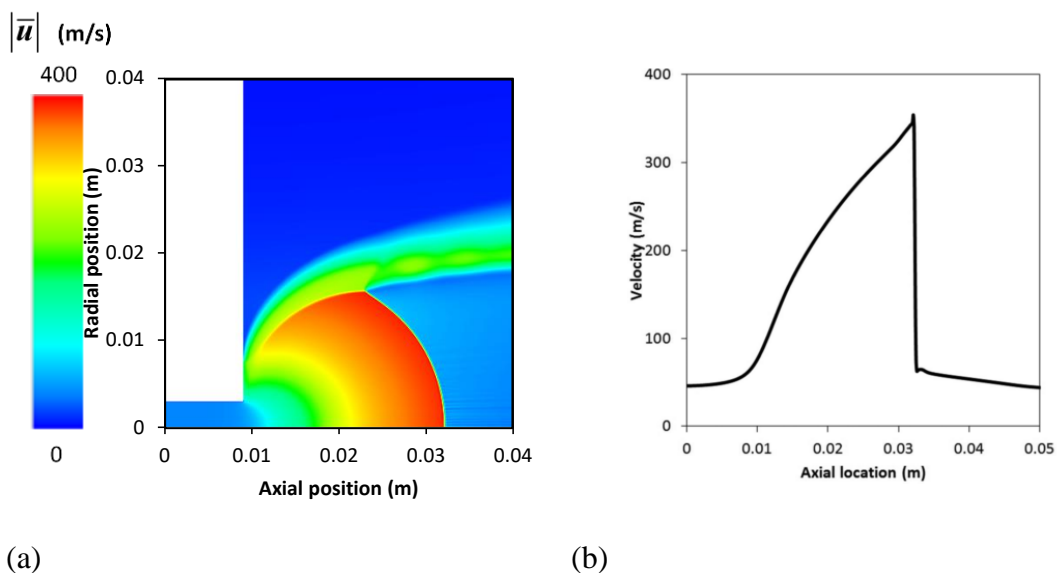 |u̅| (m/s)
400
0
Radial position (m)
0.04
0.03
0.02
0.01
0
0 0.01 0.02 0.03 0.04
Axial position (m)
(a)
Velocity (m/s)
400
300
200
100
0
0 0.01 0.02 0.03 0.04 0.05
Axial location (m)
(b)